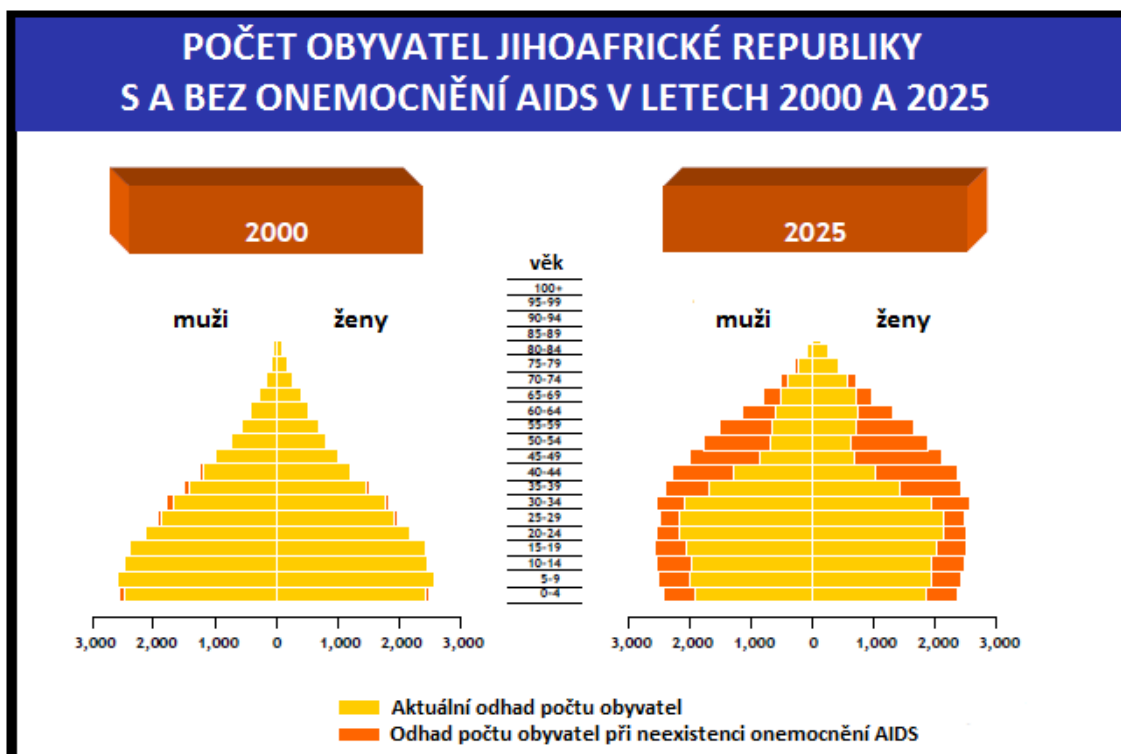 POČET OBYVATEL JIHOAFRICKÉ REPUBLIKY
S A BEZ ONEMOCNĚNÍ AIDS V LETECH 2000 A 2025
2000
2025
věk
muži
ženy
muži
ženy
100+
95-99
90-94
85-89
80-84
75-79
70-74
65-69
60-64
55-59
50-54
45-49
40-44
35-39
30-34
25-29
20-24
15-19
10-14
5-9
0-4
3,000 2,000 1,000 0 1,000 2,000 3,000
3,000 2,000 1,000 0 1,000 2,000 3,000
Aktuální odhad počtu obyvatel
Odhad počtu obyvatel při neexistenci onemocnění AIDS